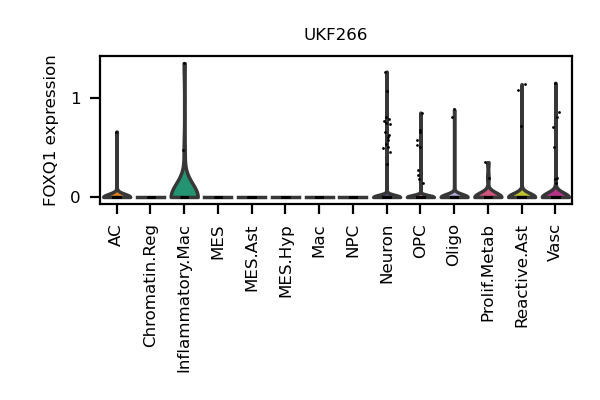 UKF266
FOXQ1 expression
1
0
AC
Chromatin.Reg
Inflammatory.Mac
MES
MES.Ast
MES.Hyp
Mac
NPC
Neuron
OPC
Oligo
Prolif.Metab
Reactive.Ast
Vasc